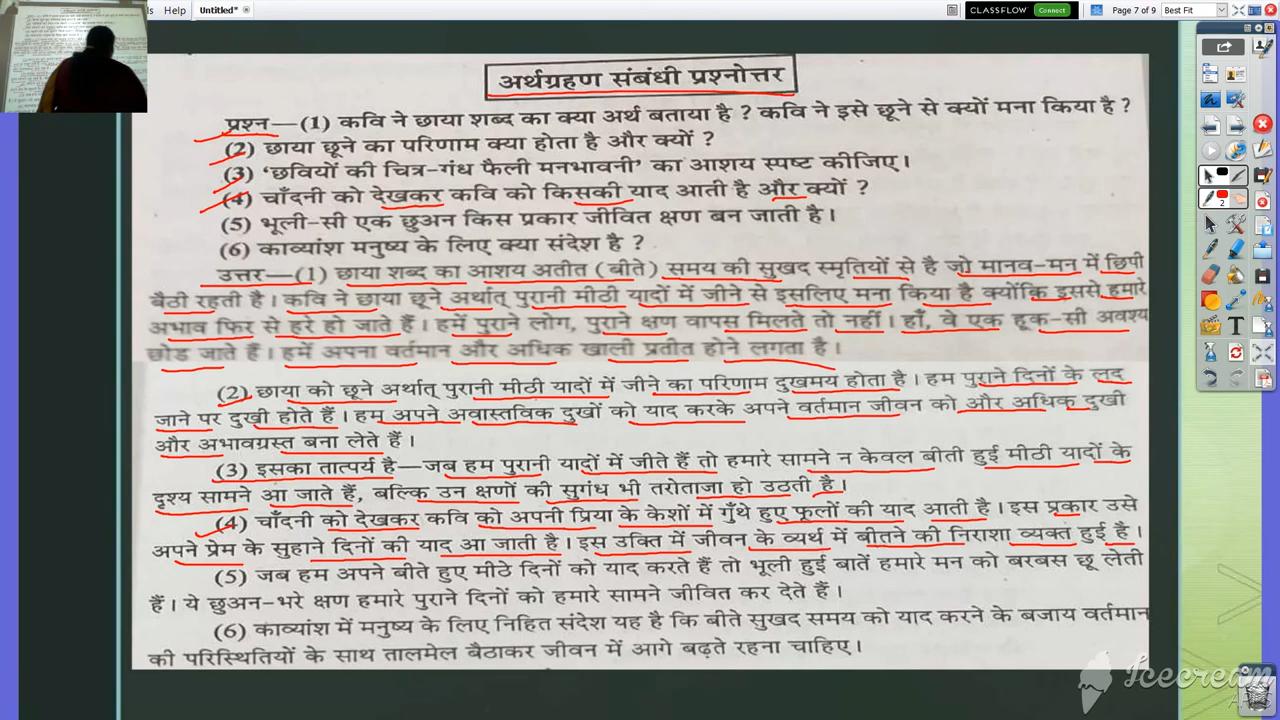 ls Help Untitled*
CLASSFLOW Connect
Page 7 of 9
Best Fit
अर्थग्रहण संबंधी प्रश्नोत्तर
प्रश्न—(1) कवि ने छाया शब्द का क्या अर्थ बताया है ? कवि ने इसे छूने से क्यों मना किया है ?
(2) छाया छूने का परिणाम क्या होता है और क्यों ?
(3) 'छवियों की चित्र-गंध फैली मनभावनी' का आशय स्पष्ट कीजिए।
(4) चाँदनी को देखकर कवि को किसकी याद आती है और क्यों ?
(5) भूली-सी एक छुअन किस प्रकार जीवित क्षण बन जाती है।
(6) काव्यांश मनुष्य के लिए क्या संदेश है ?
उत्तर—(1) छाया शब्द का आशय अतीत (बीते) समय की सुखद स्मृतियों से है जो मानव-मन में छिपी
बैठी रहती है। कवि ने छाया छूने अर्थात् पुरानी मीठी यादों में जीने से इसलिए मना किया है क्योंकि इससे हमारे
अभाव फिर से हरे हो जाते हैं। हमें पुराने लोग, पुराने क्षण वापस मिलते तो नहीं। हाँ, वे एक हूक-सी अवश्य
छोड़ जाते हैं। हमें अपना वर्तमान और अधिक खाली प्रतीत होने लगता है।
(2) छाया को छूने अर्थात् पुरानी मीठी यादों में जीने का परिणाम दुखमय होता है। हम पुराने दिनों के लद
जाने पर दुखी होते हैं। हम अपने अवास्तविक दुखों को याद करके अपने वर्तमान जीवन को और अधिक दुखी
और अभावग्रस्त बना लेते हैं।
(3) इसका तात्पर्य है—जब हम पुरानी यादों में जीते हैं तो हमारे सामने न केवल बीती हुई मीठी यादों के
दृश्य सामने आ जाते हैं, बल्कि उन क्षणों की सुगंध भी तरोताजा हो उठती है।
(4) चाँदनी को देखकर कवि को अपनी प्रिया के केशों में गुँथे हुए फूलों की याद आती है। इस प्रकार उसे
अपने प्रेम के सुहाने दिनों की याद आ जाती है। इस उक्ति में जीवन के व्यर्थ में बीतने की निराशा व्यक्त हुई है।
(5) जब हम अपने बीते हुए मीठे दिनों को याद करते हैं तो भूली हुई बातें हमारे मन को बरबस छू लेती
हैं। ये छुअन-भरे क्षण हमारे पुराने दिनों को हमारे सामने जीवित कर देते हैं।
(6) काव्यांश में मनुष्य के लिए निहित संदेश यह है कि बीते सुखद समय को याद करने के बजाय वर्तमान
की परिस्थितियों के साथ तालमेल बैठाकर जीवन में आगे बढ़ते रहना चाहिए।
2
T
Icecream
APPS